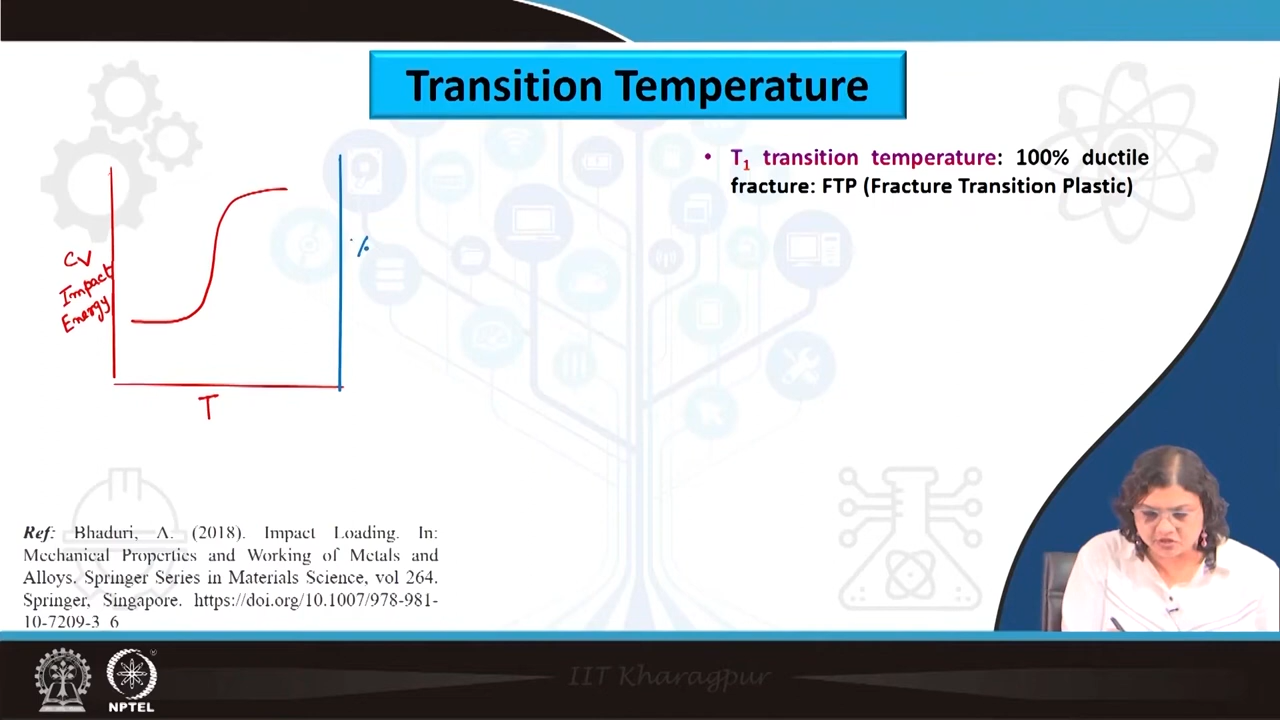 Transition Temperature
• T1 transition temperature: 100% ductile
fracture: FTP (Fracture Transition Plastic)
%
CV
Impact
Energy
T
Ref: Bhaduri, A. (2018). Impact Loading. In:
Mechanical Properties and Working of Metals and
Alloys. Springer Series in Materials Science, vol 264.
Springer, Singapore. https://doi.org/10.1007/978-981-
10-7209-3_6
IIT Kharagpur
NPTEL